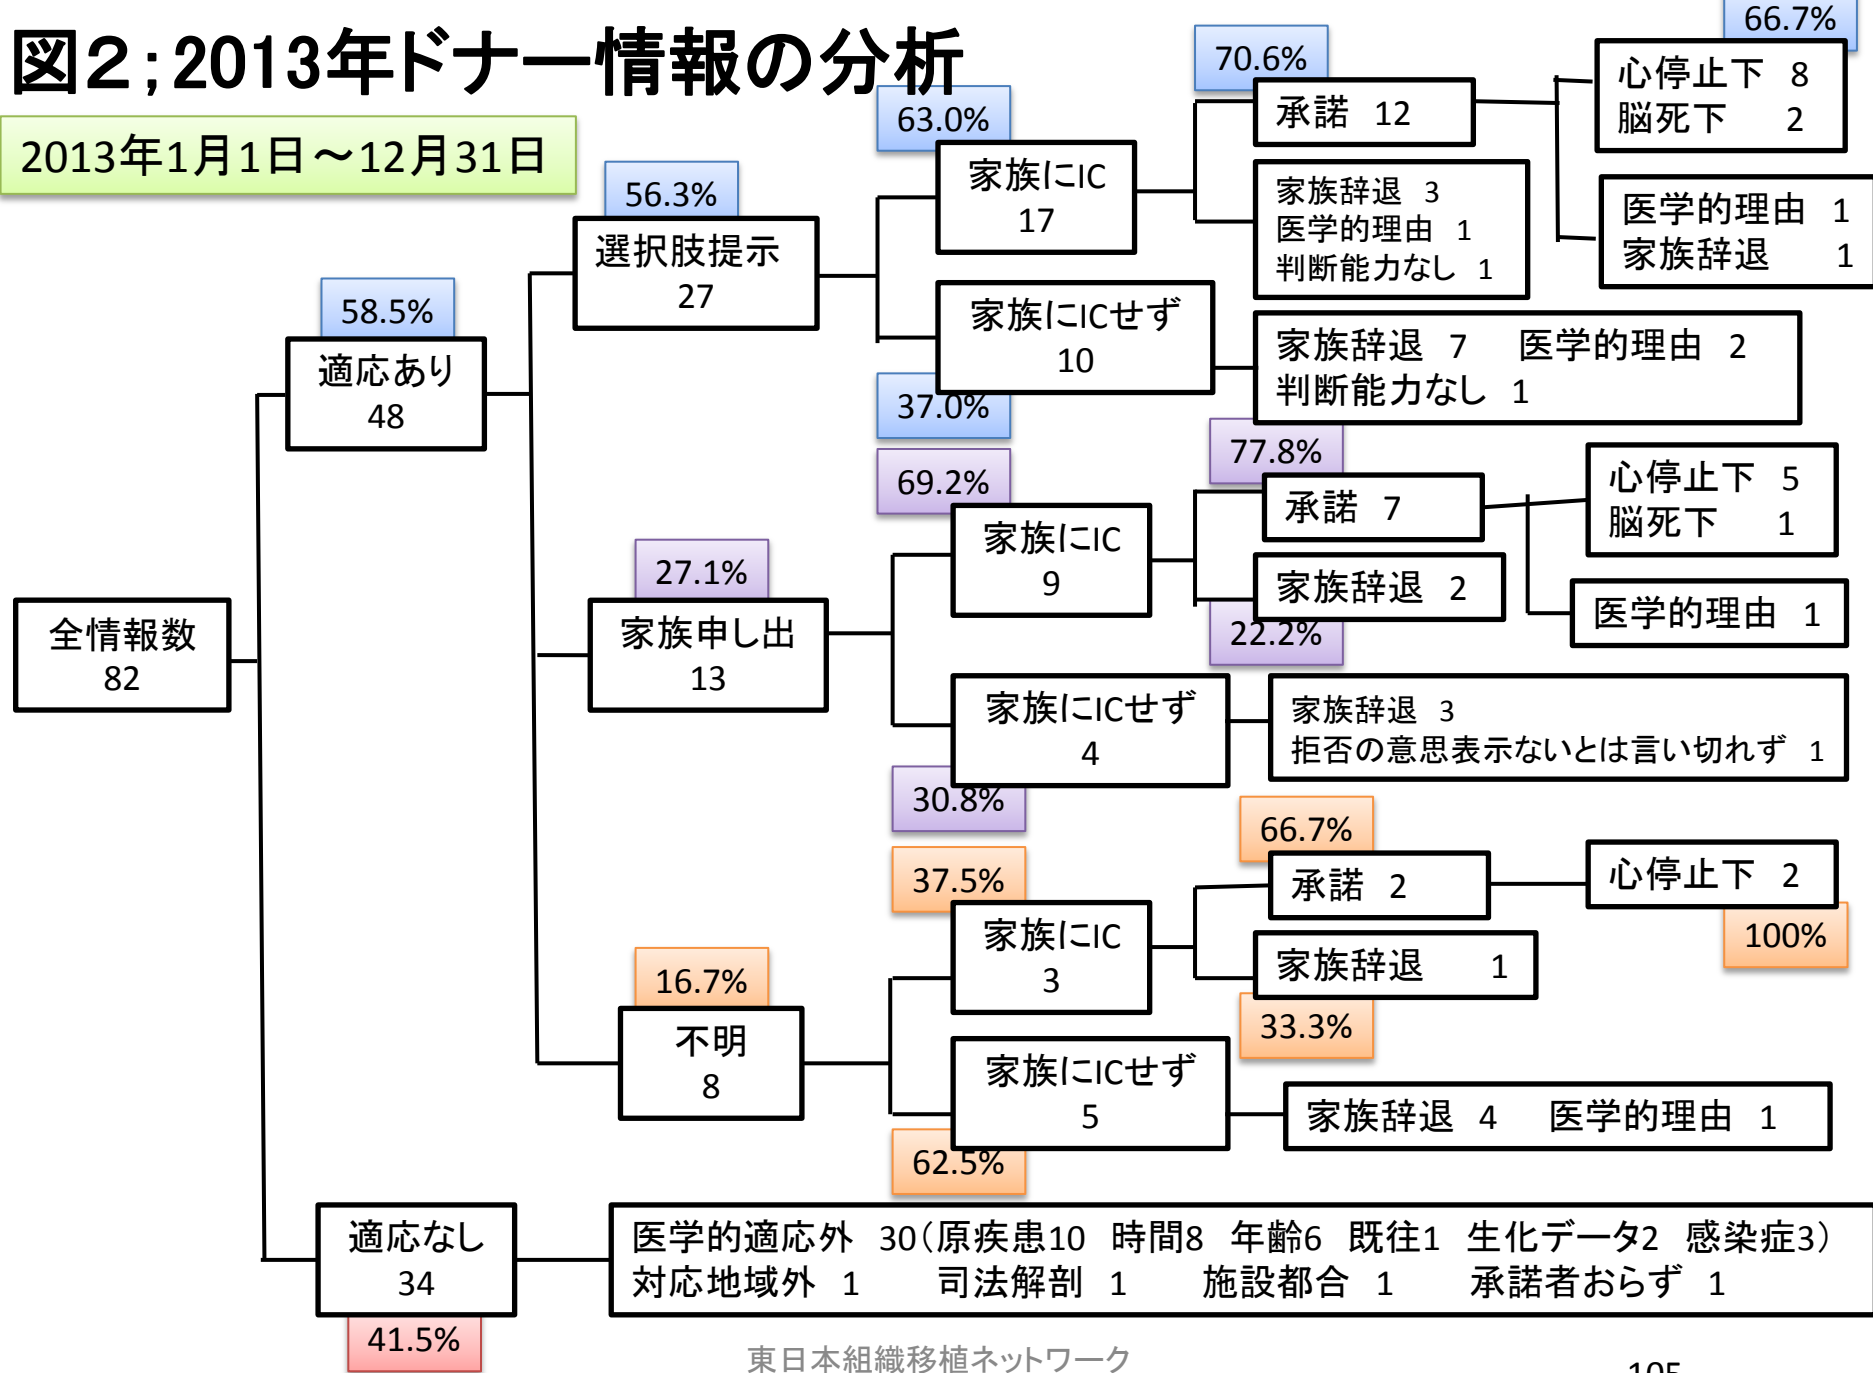 図2;2013年ドナー情報の分析
2013年1月1日~12月31日
全情報数
82
58.5%
適応あり
48
56.3%
選択肢提示
27
63.0%
家族にIC
17
70.6%
承諾 12
66.7%
心停止下 8
脳死下 2
医学的理由 1
家族辞退 1
家族辞退 3
医学的理由 1
判断能力なし 1
家族にICせず
10
37.0%
家族辞退 7 医学的理由 2
判断能力なし 1
27.1%
家族申し出
13
69.2%
家族にIC
9
77.8%
承諾 7
心停止下 5
脳死下 1
医学的理由 1
家族辞退 2
22.2%
家族にICせず
4
30.8%
家族辞退 3
拒否の意思表示ないとは言い切れず 1
16.7%
不明
8
37.5%
家族にIC
3
66.7%
承諾 2
心停止下 2
100%
家族辞退 1
33.3%
家族にICせず
5
62.5%
家族辞退 4 医学的理由 1
適応なし
34
41.5%
医学的適応外 30(原疾患10 時間8 年齢6 既往1 生化データ2 感染症3)
対応地域外 1 司法解剖 1 施設都合 1 承諾者おらず 1
東日本組織移植ネットワーク
105